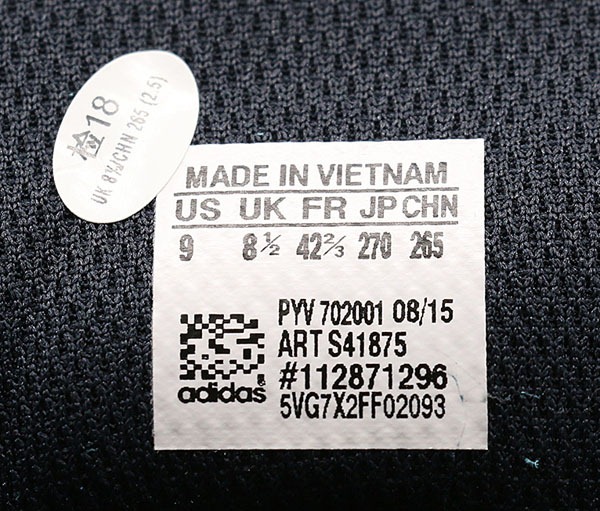 检18
UK 8½/CHN 265 (2.5)
MADE IN VIETNAM
US UK FR JP CHN
9 8½ 42⅔ 270 265
PYV 702001 08/15
ART S41875
#112871296
adidas 5VG7X2FF02093